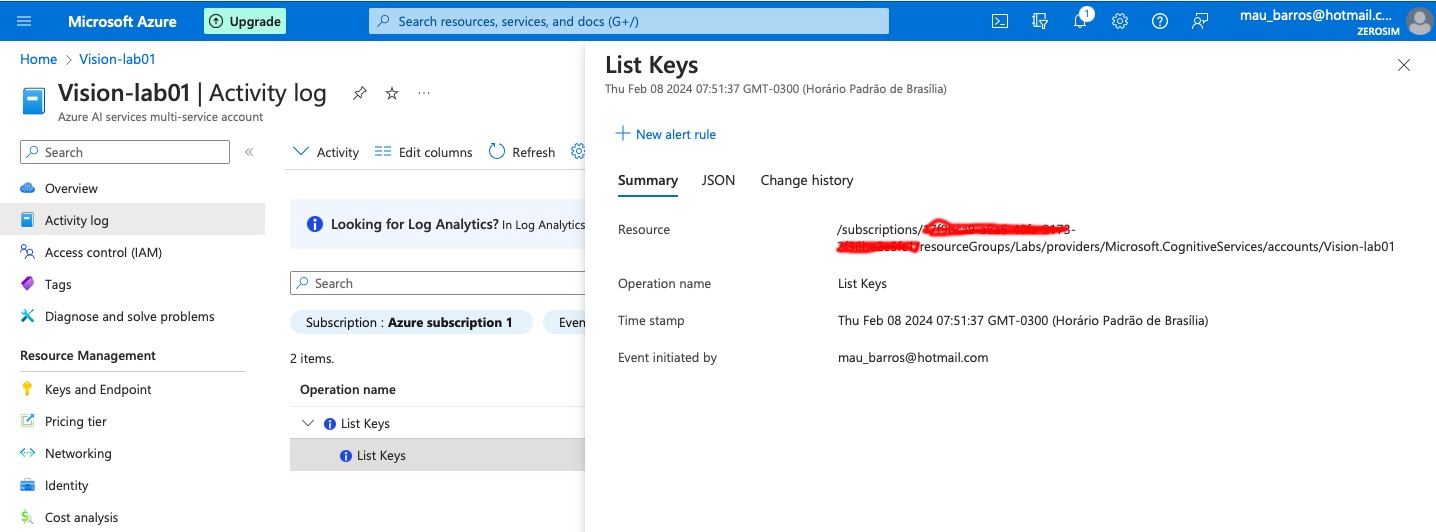 Microsoft Azure
Upgrade
Search resources, services, and docs (G+/)
1
mau_barros@hotmail.c...
ZEROSIM
Home > Vision-lab01
Vision-lab01 | Activity log
...
Azure AI services multi-service account
Search
«
Overview
Activity log
Access control (IAM)
Tags
Diagnose and solve problems
Resource Management
Keys and Endpoint
Pricing tier
Networking
Identity
Cost analysis
Activity
Edit columns
Refresh
Looking for Log Analytics? In Log Analytics
Search
Subscription : Azure subscription 1
Even
2 items.
Operation name
List Keys
List Keys
List Keys
Thu Feb 08 2024 07:51:37 GMT-0300 (Horário Padrão de Brasília)
New alert rule
Summary
JSON
Change history
Resource
/subscriptions/
resourceGroups/Labs/providers/Microsoft.CognitiveServices/accounts/Vision-lab01
Operation name
List Keys
Time stamp
Thu Feb 08 2024 07:51:37 GMT-0300 (Horário Padrão de Brasília)
Event initiated by
mau_barros@hotmail.com